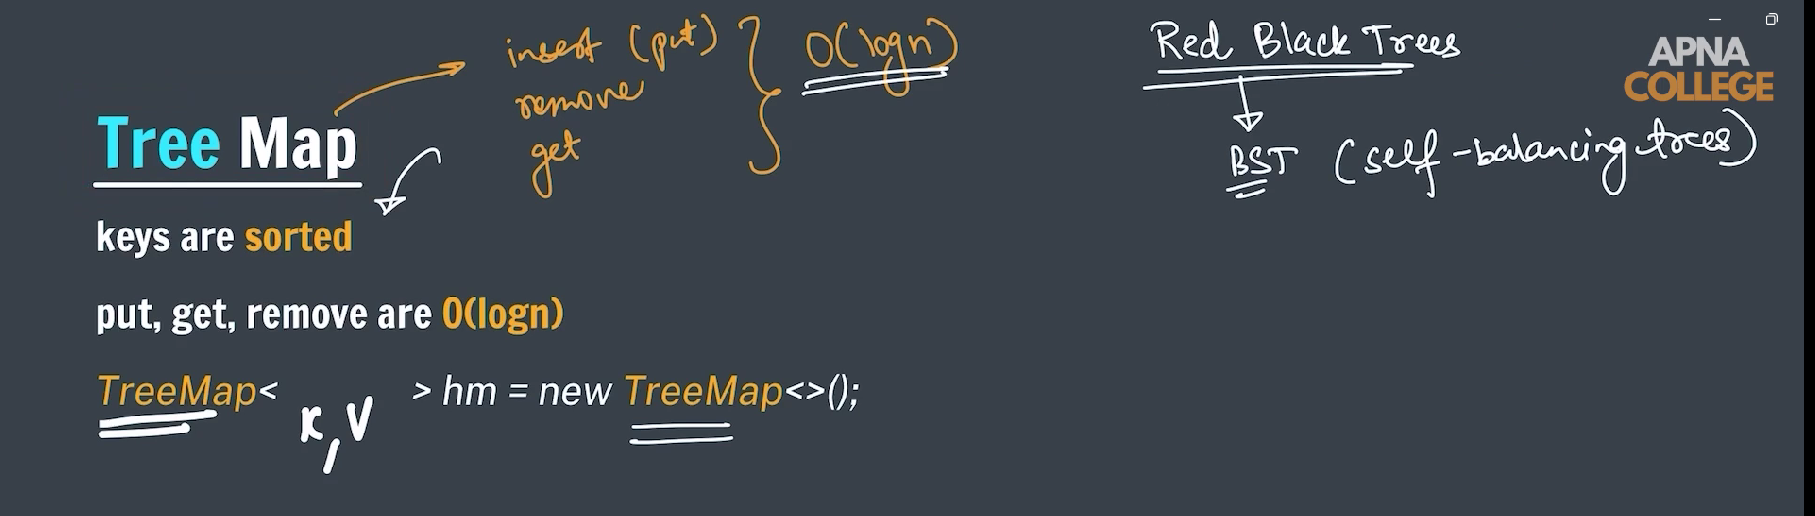 insert (put)
remove
get
O(logn)
Red Black Trees
BST (self-balancing trees)
APNA
COLLEGE
Tree Map
keys are sorted
put, get, remove are O(logn)
TreeMap< K,V > hm = new TreeMap<>();